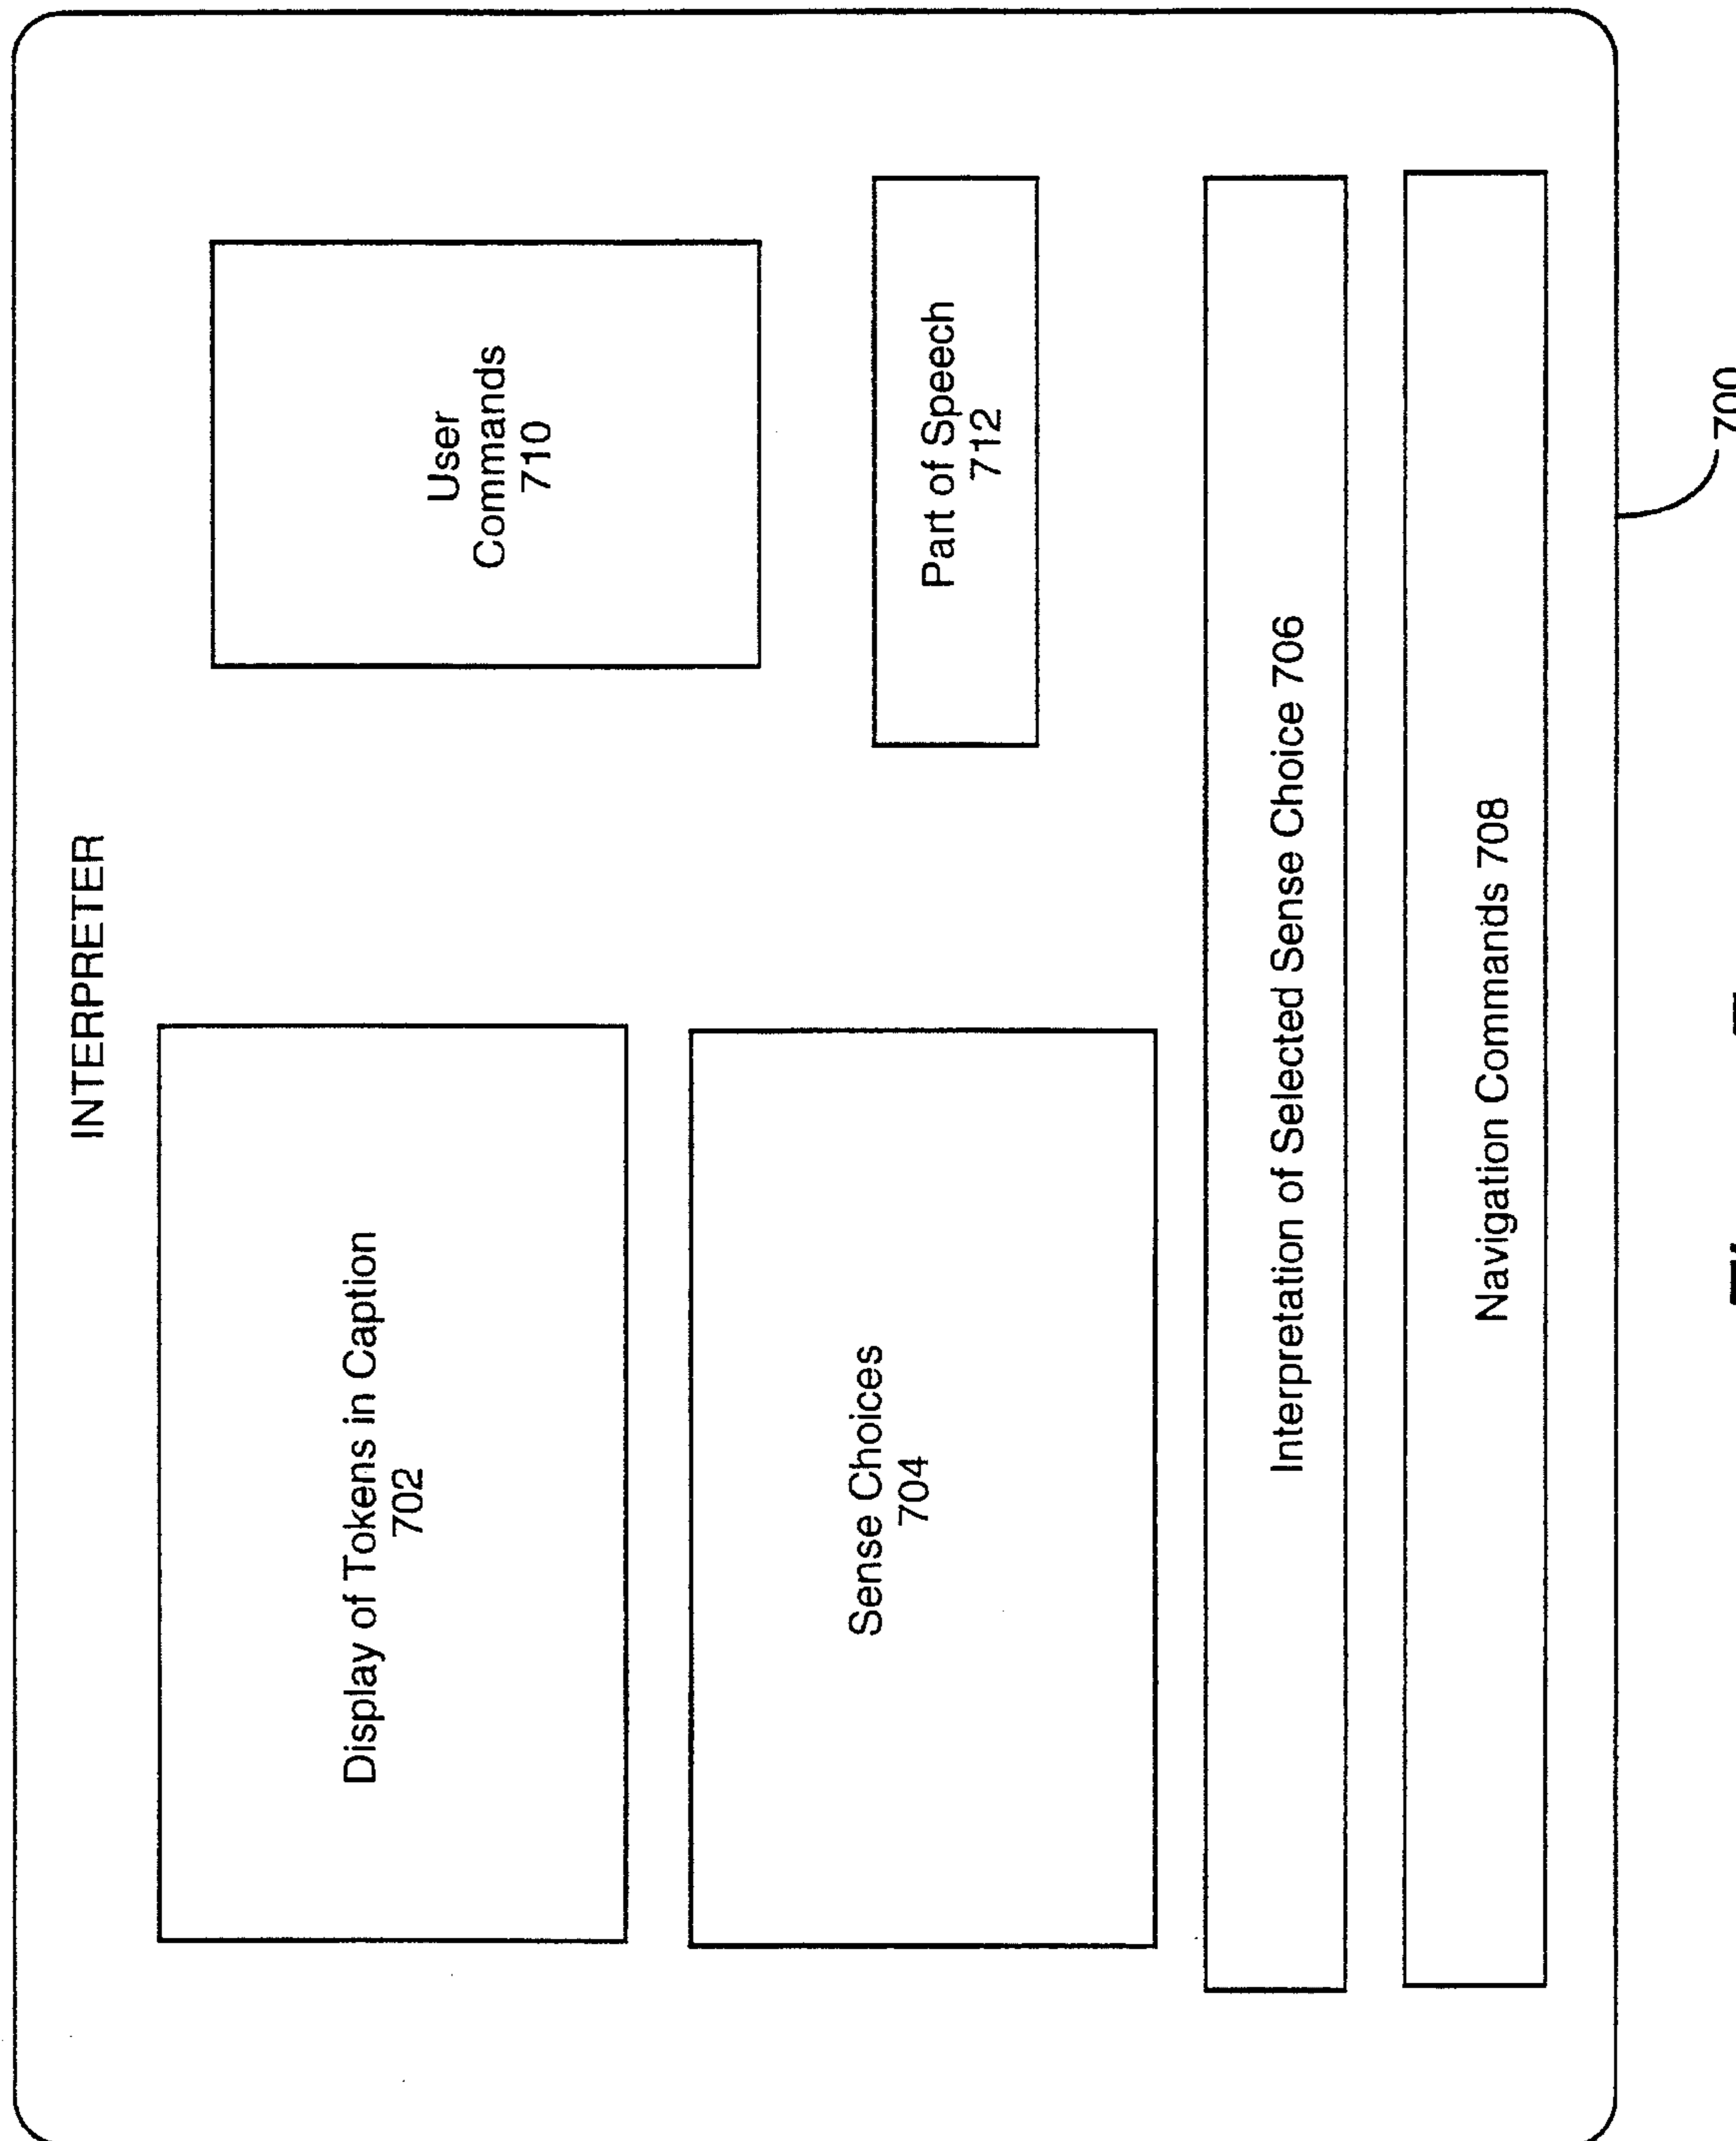 INTERPRETER
Display of Tokens in Caption
702
User
Commands
710
Sense Choices
704
Part of Speech
712
Interpretation of Selected Sense Choice 706
Navigation Commands 708
700